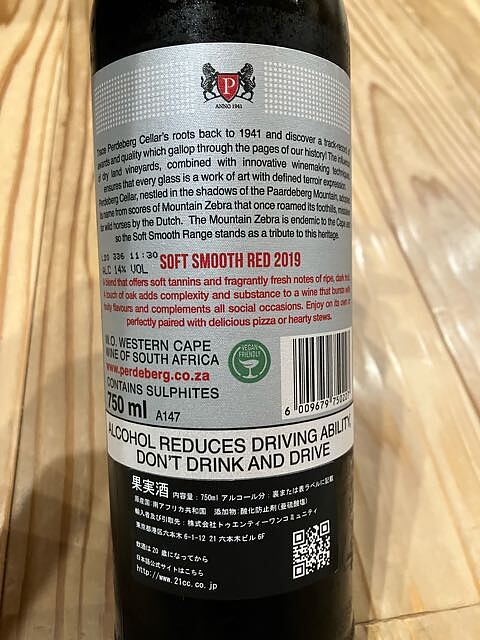 P
ANNO 1941
Trace Perdeberg Cellar's roots back to 1941 and discover a track-record of
awards and quality which gallop through the pages of our history! The influence
of dry land vineyards, combined with innovative winemaking techniques
ensures that every glass is a work of art with defined terroir expression.
Perdeberg Cellar, nestled in the shadows of the Paardeberg Mountain, adopted
its name from scores of Mountain Zebra that once roamed its foothills, mistaken
for wild horses by the Dutch. The Mountain Zebra is endemic to the Cape and
so the Soft Smooth Range stands as a tribute to this heritage.
336 11:30
ALC 14% VOL
SOFT SMOOTH RED 2019
A blend that offers soft tannins and fragrantly fresh notes of ripe, dark fruit.
A touch of oak adds complexity and substance to a wine that bursts with
fruity flavours and complements all social occasions. Enjoy on its own or
perfectly paired with delicious pizza or hearty stews.
W.O. WESTERN CAPE
WINE OF SOUTH AFRICA
www.perdeberg.co.za
CONTAINS SULPHITES
750 ml A147
VEGAN
FRIENDLY
6 009679
ALCOHOL REDUCES DRIVING ABILITY,
DON'T DRINK AND DRIVE
果実酒 内容量：750ml アルコール分：裏または表ラベルに記載
原産国：南アフリカ共和国 添加物：酸化防止剤(亜硫酸塩)
輸入者及び引取先：株式会社トゥエンティーワンコミュニティ
東京都港区六本木 6-1-12 21 六本木ビル 6F
飲酒は20 歳になってから
日本語公式サイトはこちら
http://www.21cc.co.jp